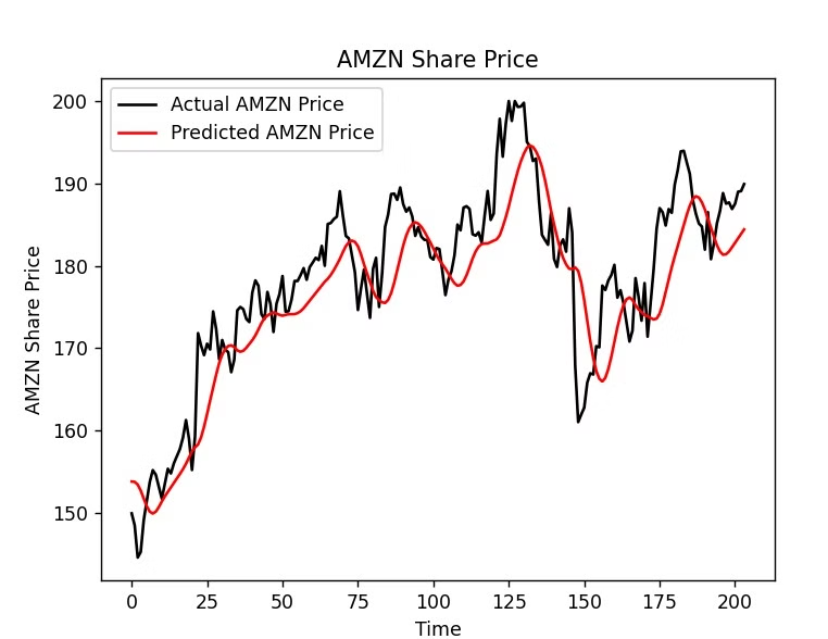 AMZN Share Price
Actual AMZN Price
Predicted AMZN Price
200
190
180
170
160
150
AMZN Share Price
0 25 50 75 100 125 150 175 200
Time